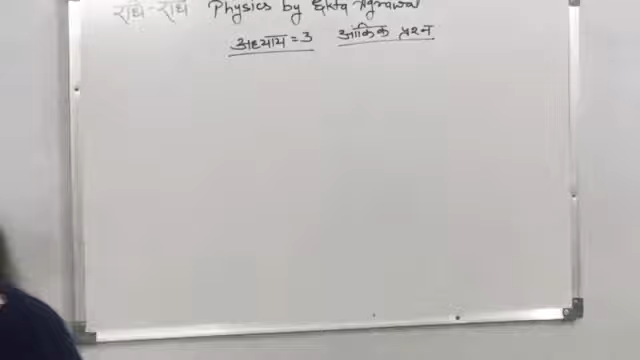 राधे-राधे Physics by Ekta Agrawal
अध्याय = 3 आंकिक प्रश्न